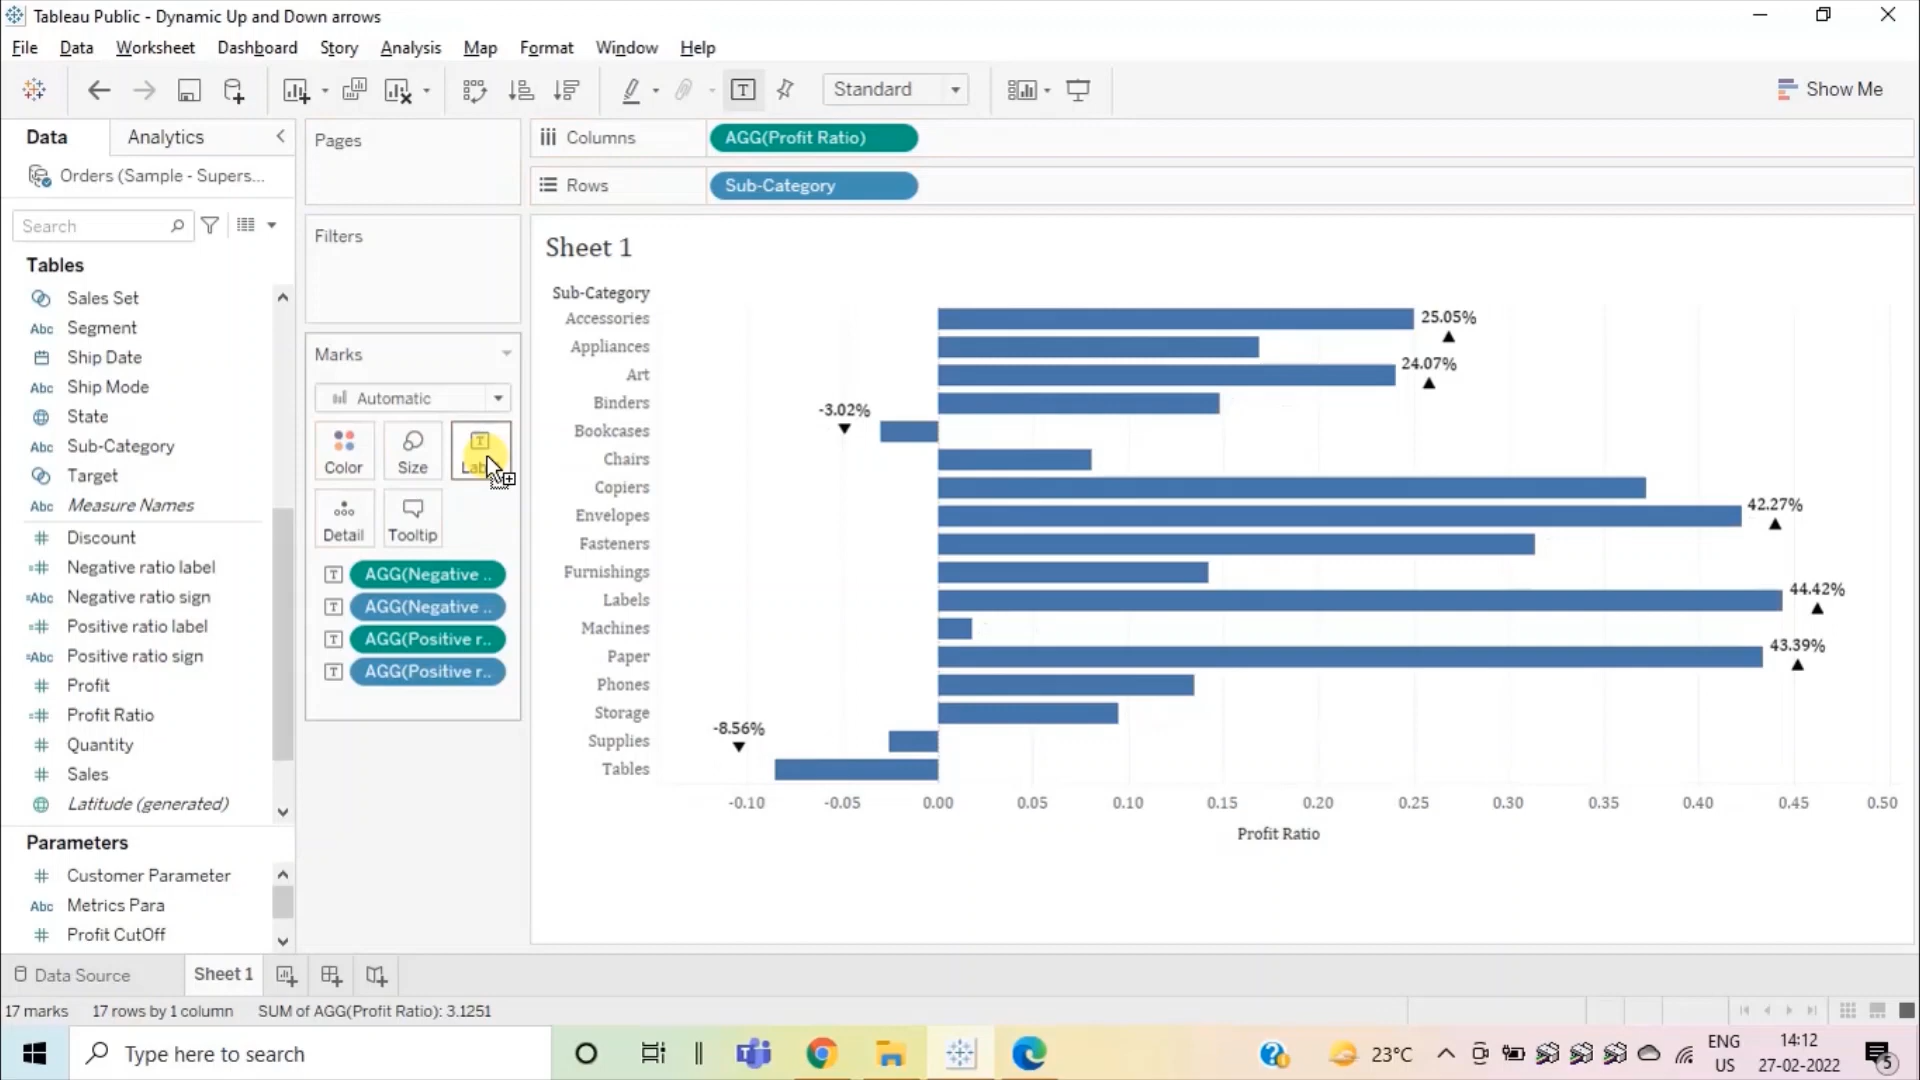 Tableau Public - Dynamic Up and Down arrows
File Data Worksheet Dashboard Story Analysis Map Format Window Help
Standard
Show Me
Data Analytics
Orders (Sample - Supers...
Search
Tables
Sales Set
Abc Segment
Ship Date
Abc Ship Mode
State
Abc Sub-Category
Target
Abc Measure Names
# Discount
=# Negative ratio label
=Abc Negative ratio sign
=# Positive ratio label
=Abc Positive ratio sign
# Profit
=# Profit Ratio
# Quantity
# Sales
Latitude (generated)
Parameters
# Customer Parameter
Abc Metrics Para
# Profit CutOff
Pages
Filters
Marks
Automatic
Color Size
Detail Tooltip
T AGG(Negative ..
T AGG(Negative ..
T AGG(Positive r..
T AGG(Positive r..
Columns AGG(Profit Ratio)
Rows Sub-Category
Sheet 1
Sub-Category
Accessories 25.05% ▲
Appliances
Art 24.07% ▲
Binders
Bookcases -3.02% ▼
Chairs
Copiers
Envelopes 42.27% ▲
Fasteners
Furnishings
Labels 44.42% ▲
Machines
Paper 43.39% ▲
Phones
Storage
Supplies
Tables -8.56% ▼
-0.10 -0.05 0.00 0.05 0.10 0.15 0.20 0.25 0.30 0.35 0.40 0.45 0.50
Profit Ratio
Data Source Sheet 1
17 marks 17 rows by 1 column SUM of AGG(Profit Ratio): 3.1251
Type here to search
23°C
ENG
US
14:12
27-02-2022
5